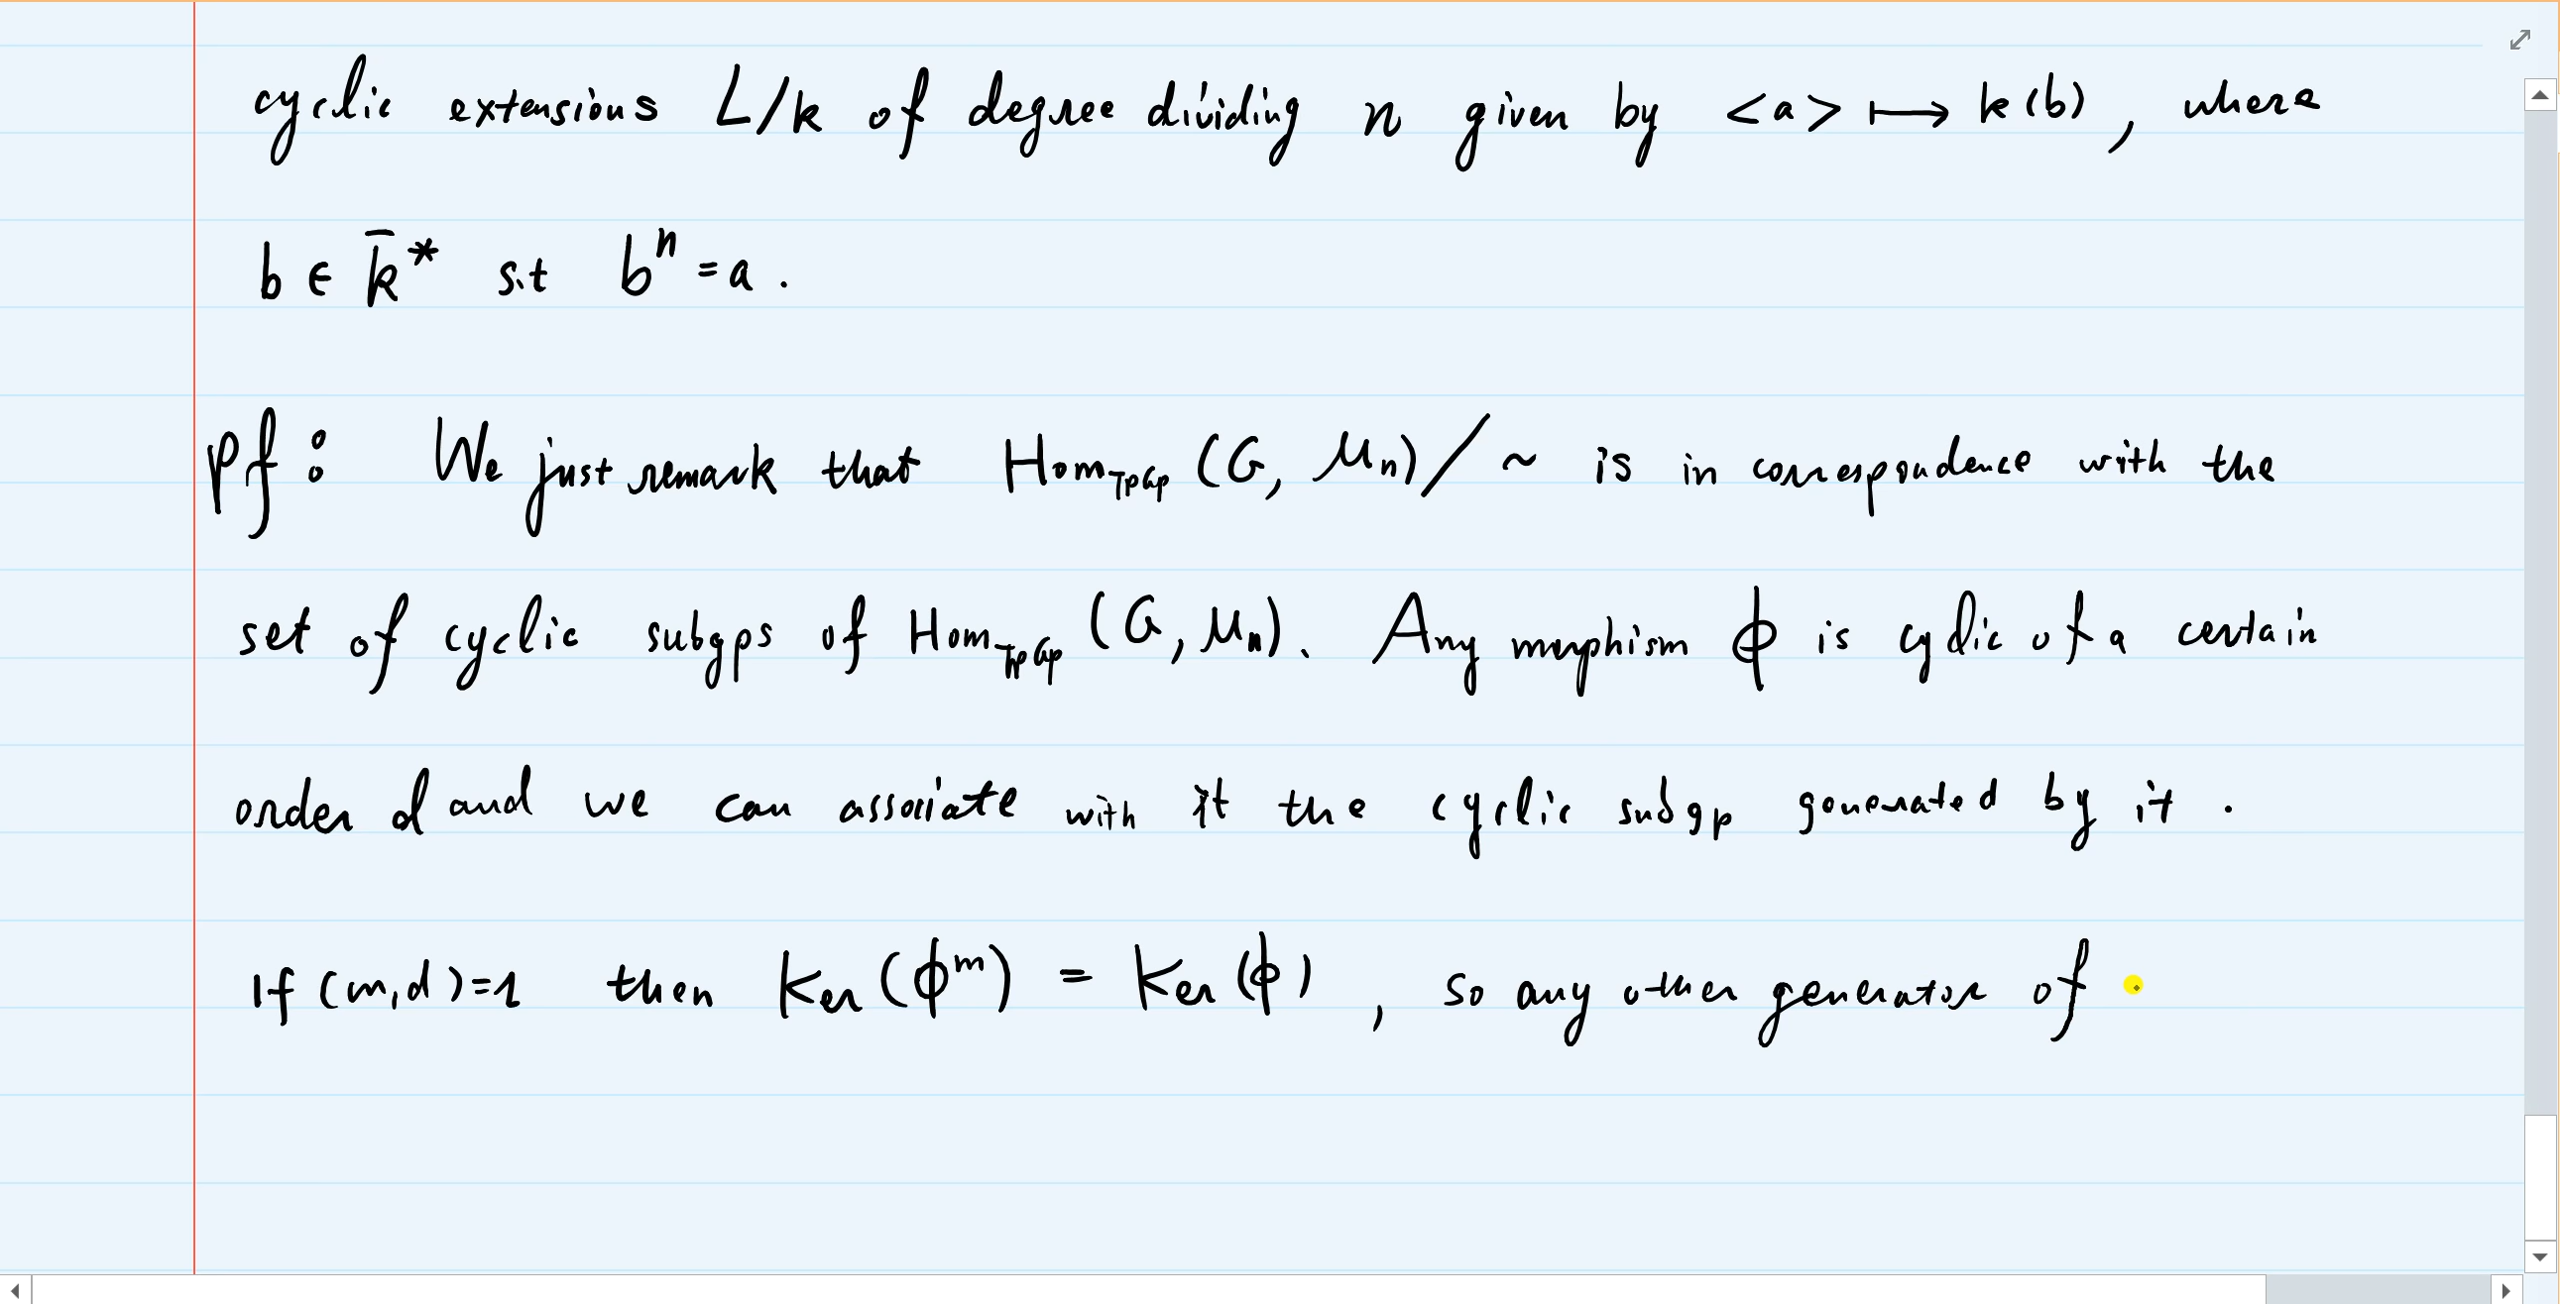 cyclic extensions L/k of degree dividing n given by <a> ⟼ k(b), where
b ∈ k̄* s.t bⁿ = a.
Pf: We just remark that Hom_TpGp (G, μn)/~ is in correspondence with the
set of cyclic subgps of Hom_TpGp (G, μn). Any morphism ϕ is cyclic of a certain
order d and we can associate with it the cyclic subgp generated by it.
If (m,d)=1 then Ker(ϕᵐ) = Ker(ϕ), so any other generator of